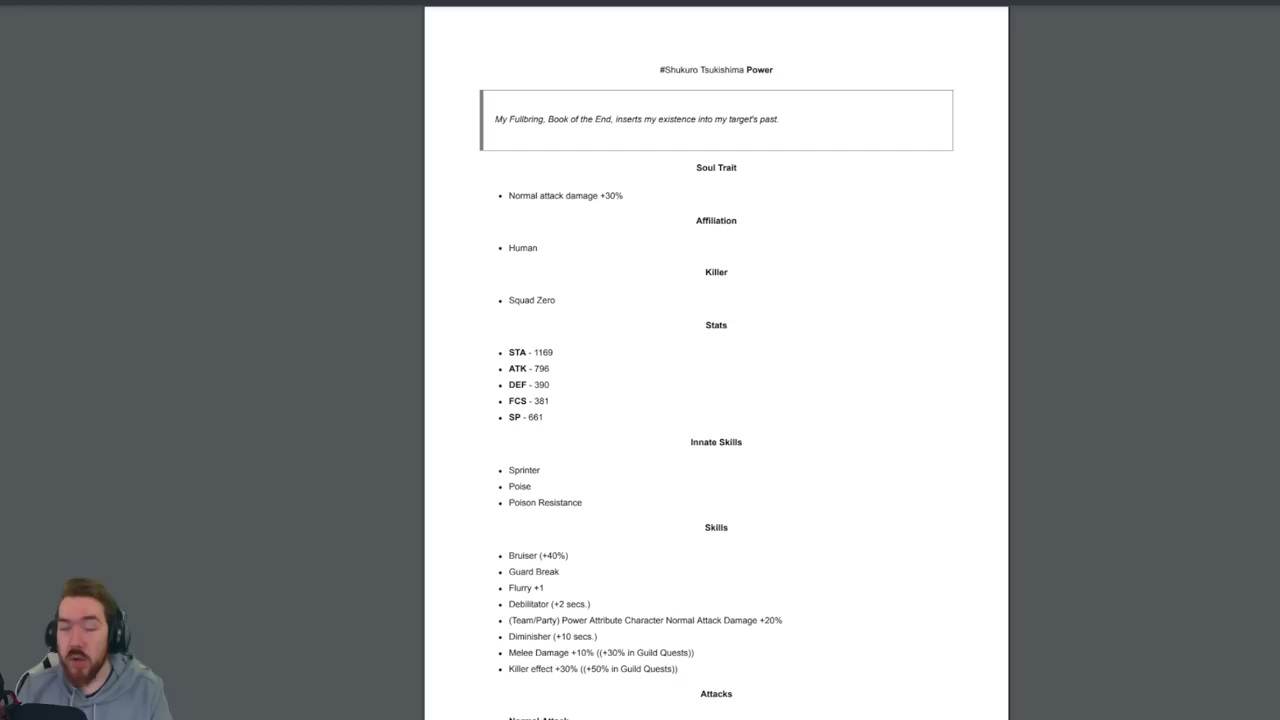 #Shukuro Tsukishima Power
My Fullbring, Book of the End, inserts my existence into my target's past.
Soul Trait
• Normal attack damage +30%
Affiliation
• Human
Killer
• Squad Zero
Stats
• STA - 1169
• ATK - 796
• DEF - 390
• FCS - 381
• SP - 661
Innate Skills
• Sprinter
• Poise
• Poison Resistance
Skills
• Bruiser (+40%)
• Guard Break
• Flurry +1
• Debilitator (+2 secs.)
• (Team/Party) Power Attribute Character Normal Attack Damage +20%
• Diminisher (+10 secs.)
• Melee Damage +10% ((+30% in Guild Quests))
• Killer effect +30% ((+50% in Guild Quests))
Attacks
Normal Attack